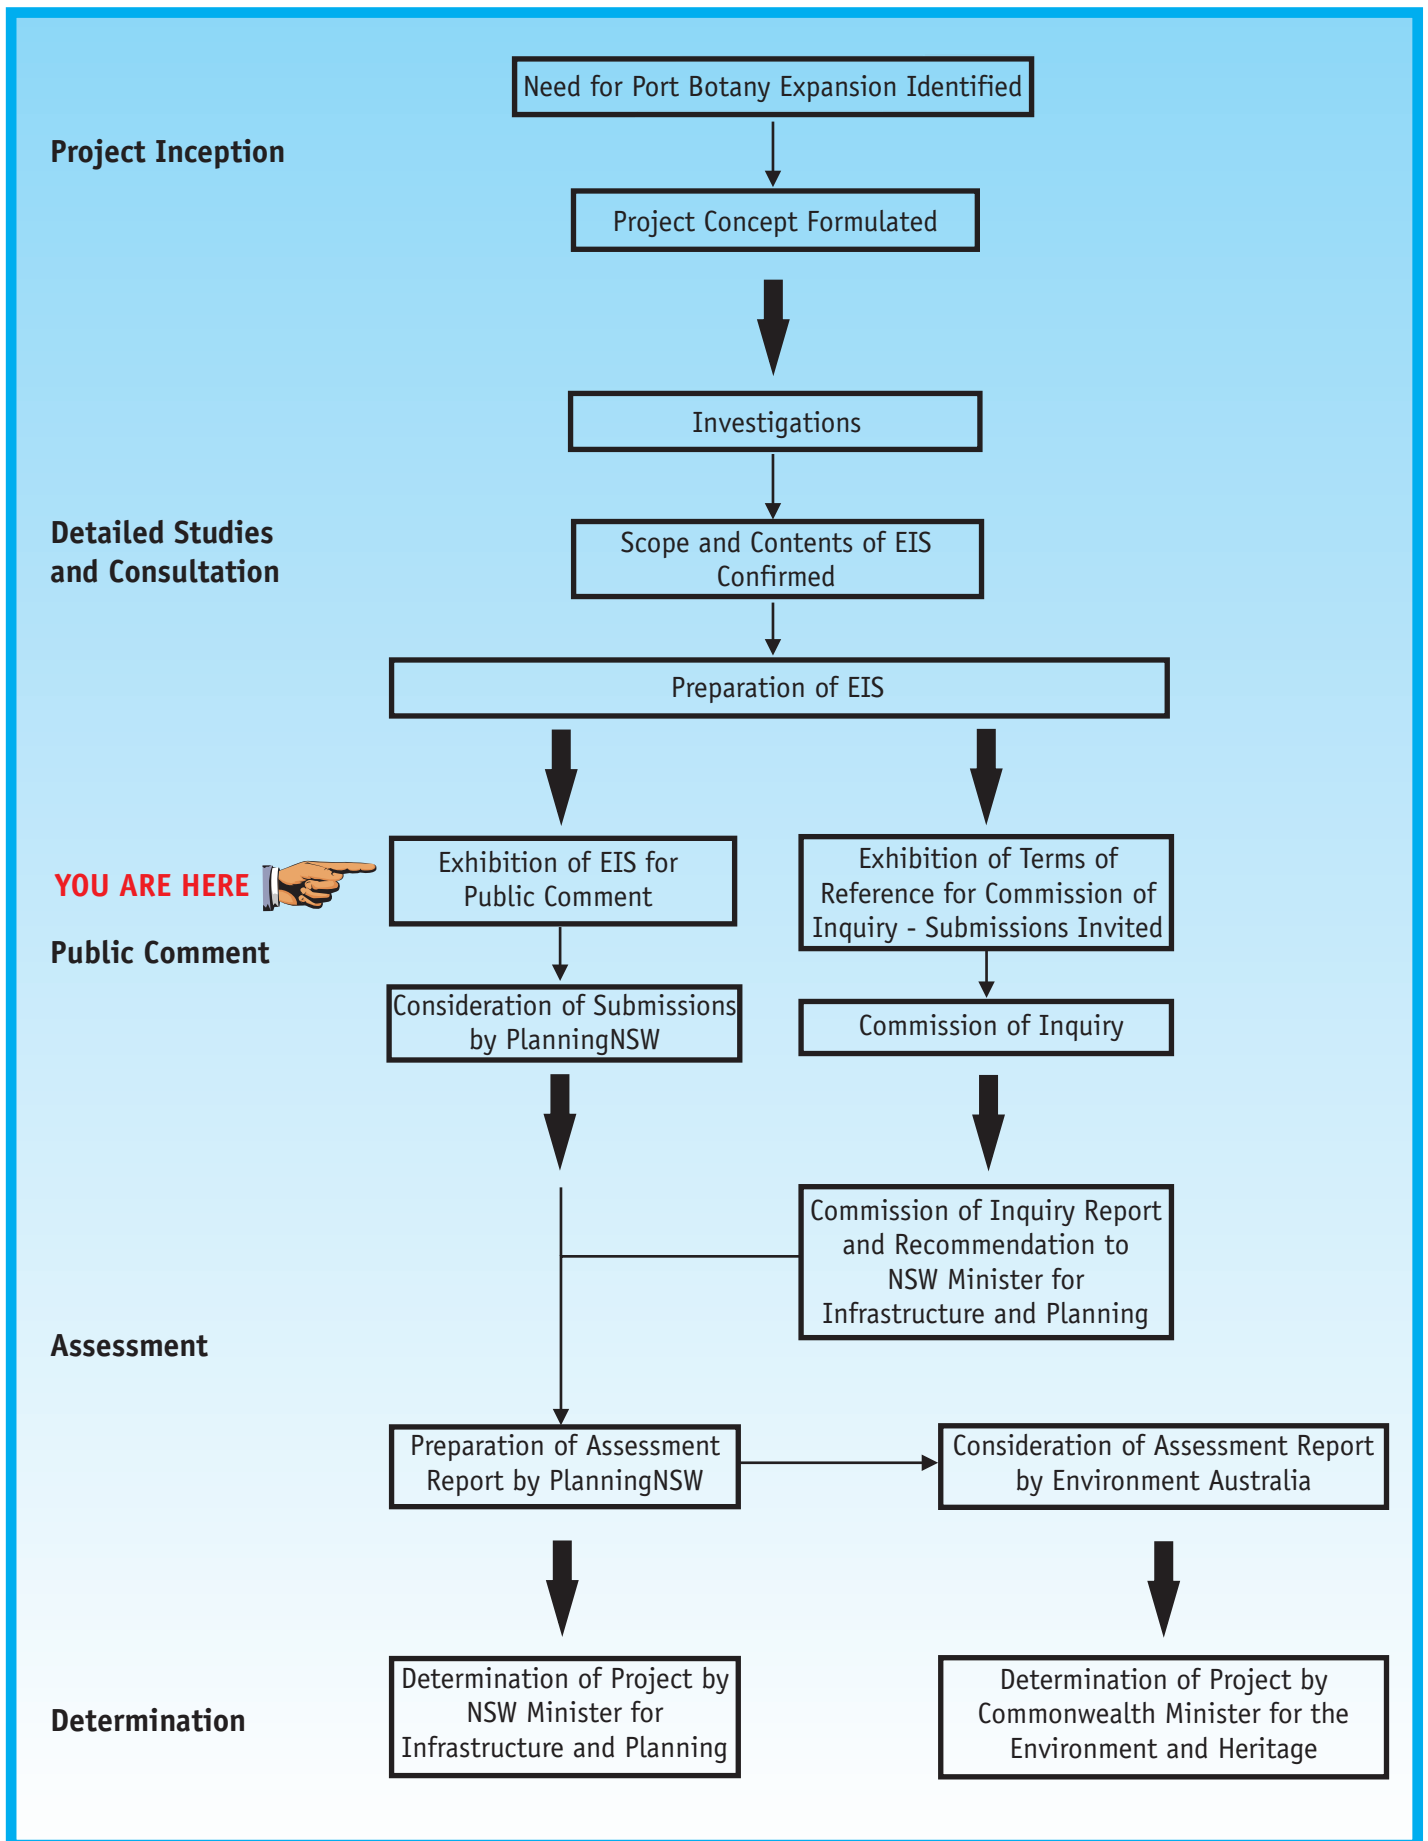 Need for Port Botany Expansion Identified
Project Inception
Project Concept Formulated
Investigations
Detailed Studies
and Consultation
Scope and Contents of EIS
Confirmed
Preparation of EIS
YOU ARE HERE
Exhibition of EIS for
Public Comment
Exhibition of Terms of
Reference for Commission of
Inquiry - Submissions Invited
Public Comment
Consideration of Submissions
by PlanningNSW
Commission of Inquiry
Commission of Inquiry Report
and Recommendation to
NSW Minister for
Infrastructure and Planning
Assessment
Preparation of Assessment
Report by PlanningNSW
Consideration of Assessment Report
by Environment Australia
Determination
Determination of Project by
NSW Minister for
Infrastructure and Planning
Determination of Project by
Commonwealth Minister for the
Environment and Heritage